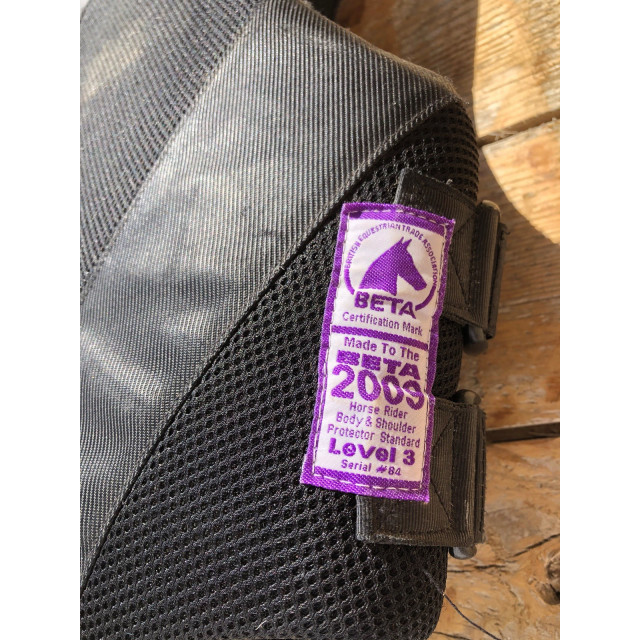 BRITISH EQUESTRIAN TRADE ASSOCIATION
BETA
Certification Mark
Made To The
BETA
2009
Horse Rider
Body & Shoulder
Protector Standard
Level 3
Serial #84